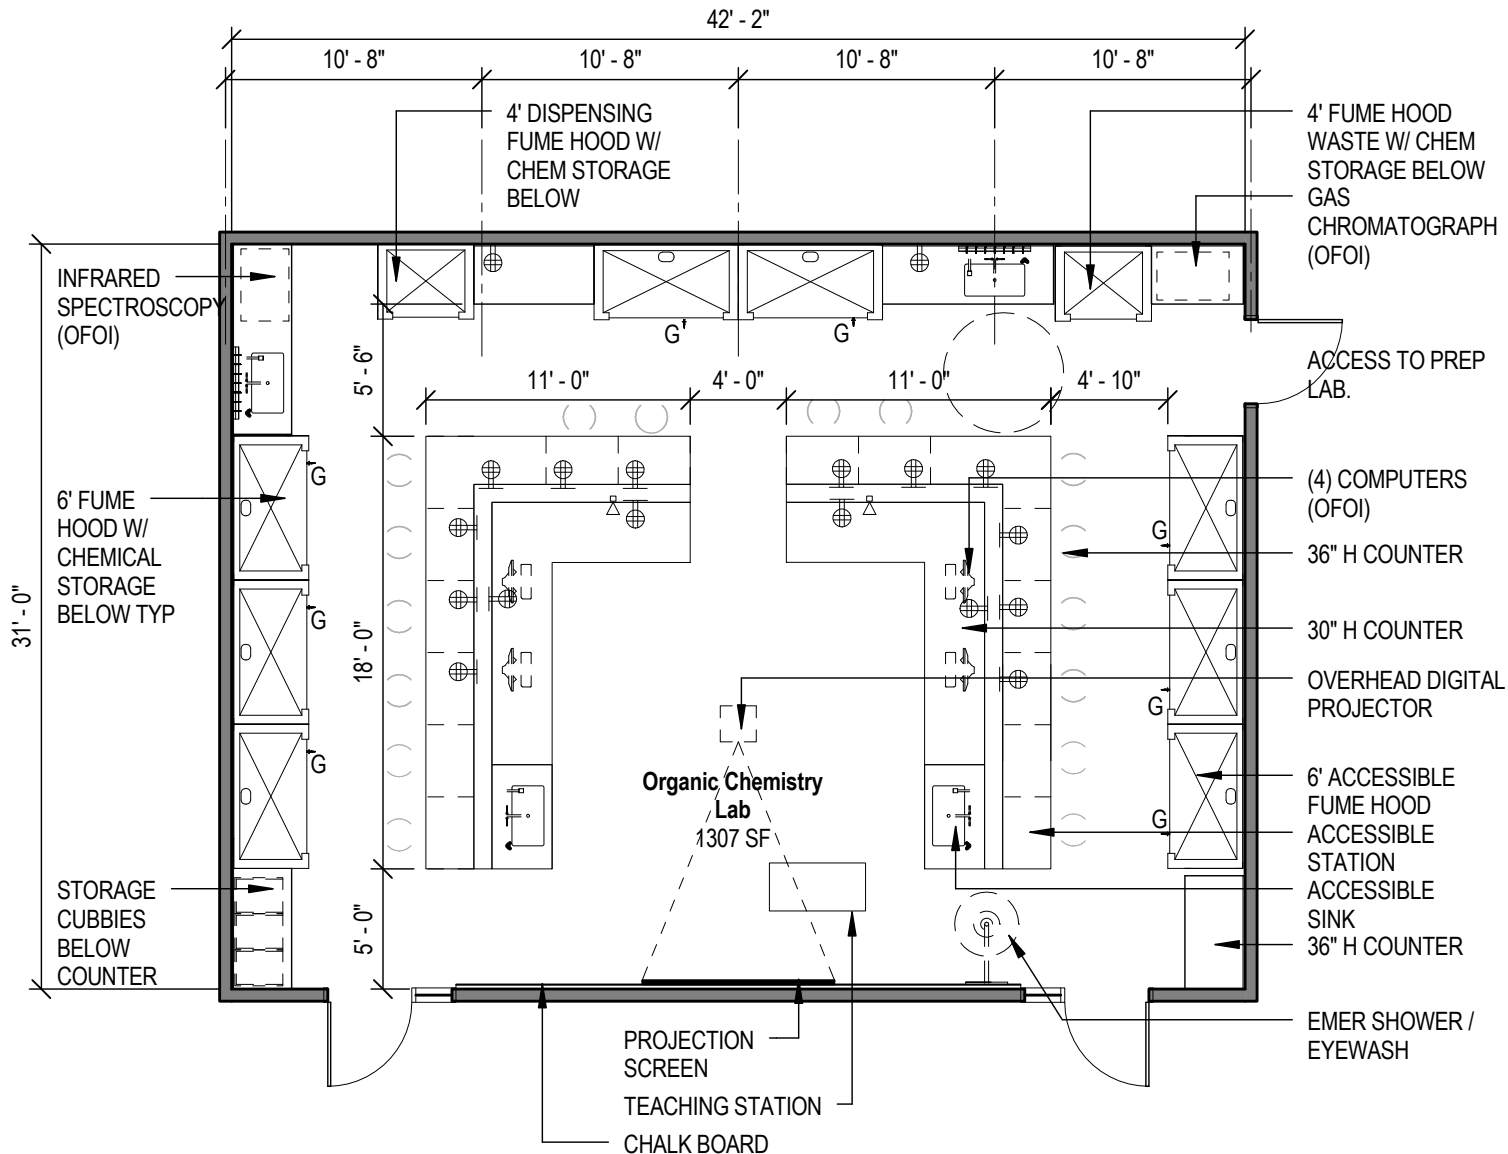 42' - 2"
10' - 8"
10' - 8"
10' - 8"
10' - 8"
4' DISPENSING
FUME HOOD W/
CHEM STORAGE
BELOW
4' FUME HOOD
WASTE W/ CHEM
STORAGE BELOW
GAS
CHROMATOGRAPH
(OFOI)
INFRARED
SPECTROSCOPY
(OFOI)
G
G
ACCESS TO PREP
LAB.
5' - 6"
11' - 0"
4' - 0"
11' - 0"
4' - 10"
G
6' FUME
HOOD W/
CHEMICAL
STORAGE
BELOW TYP
(4) COMPUTERS
(OFOI)
G
36" H COUNTER
31' - 0"
G
18' - 0"
30" H COUNTER
OVERHEAD DIGITAL
PROJECTOR
G
G
Organic Chemistry
Lab
1307 SF
6' ACCESSIBLE
FUME HOOD
G
ACCESSIBLE
STATION
ACCESSIBLE
SINK
STORAGE
CUBBIES
BELOW
COUNTER
5' - 0"
36" H COUNTER
PROJECTION
SCREEN
EMER SHOWER /
EYEWASH
TEACHING STATION
CHALK BOARD